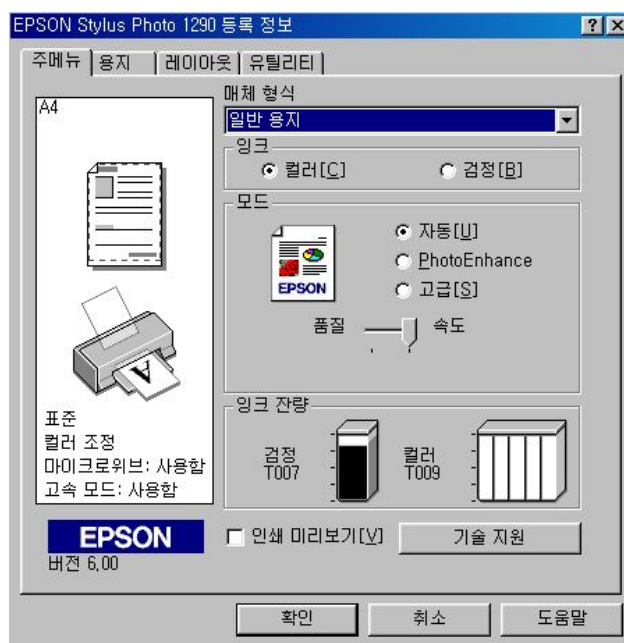 EPSON Stylus Photo 1290 등록 정보
주메뉴 용지 레이아웃 유틸리티
A4
매체 형식
일반 용지
잉크
컬러[C] 검정[B]
모드
자동[U]
PhotoEnhance
고급[S]
EPSON
품질 속도
잉크 잔량
검정
T007
컬러
T009
표준
컬러 조정
마이크로위브: 사용함
고속 모드: 사용함
EPSON
버전 6.00
인쇄 미리보기[V] 기술 지원
확인 취소 도움말